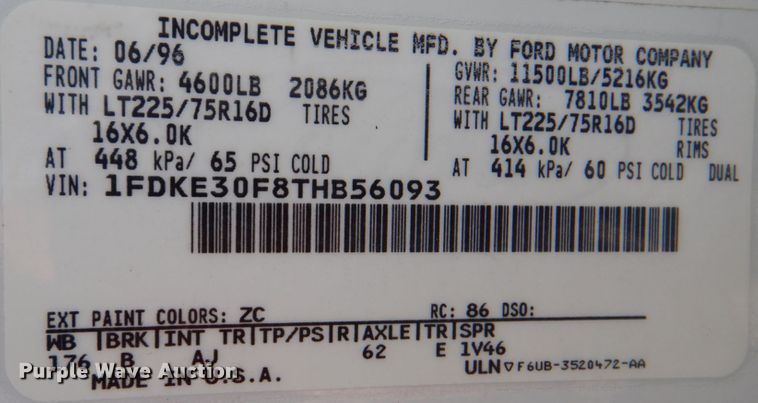 INCOMPLETE VEHICLE MFD. BY FORD MOTOR COMPANY
DATE: 06/96
GVWR: 11500LB/5216KG
FRONT GAWR: 4600LB 2086KG
REAR GAWR: 7810LB 3542KG
WITH LT225/75R16D TIRES
WITH LT225/75R16D TIRES
16X6.0K
16X6.0K RIMS
AT 448 kPa/ 65 PSI COLD
AT 414 kPa/ 60 PSI COLD DUAL
VIN: 1FDKE30F8THB56093
EXT PAINT COLORS: ZC RC: 86 DSO:
WB |BRK|INT TR|TP/PS|R|AXLE|TR|SPR
176 B AJ 62 E 1V46
MADE IN U.S.A. ULN ▽ F6UB-3520472-AA
Purple Wave Auction